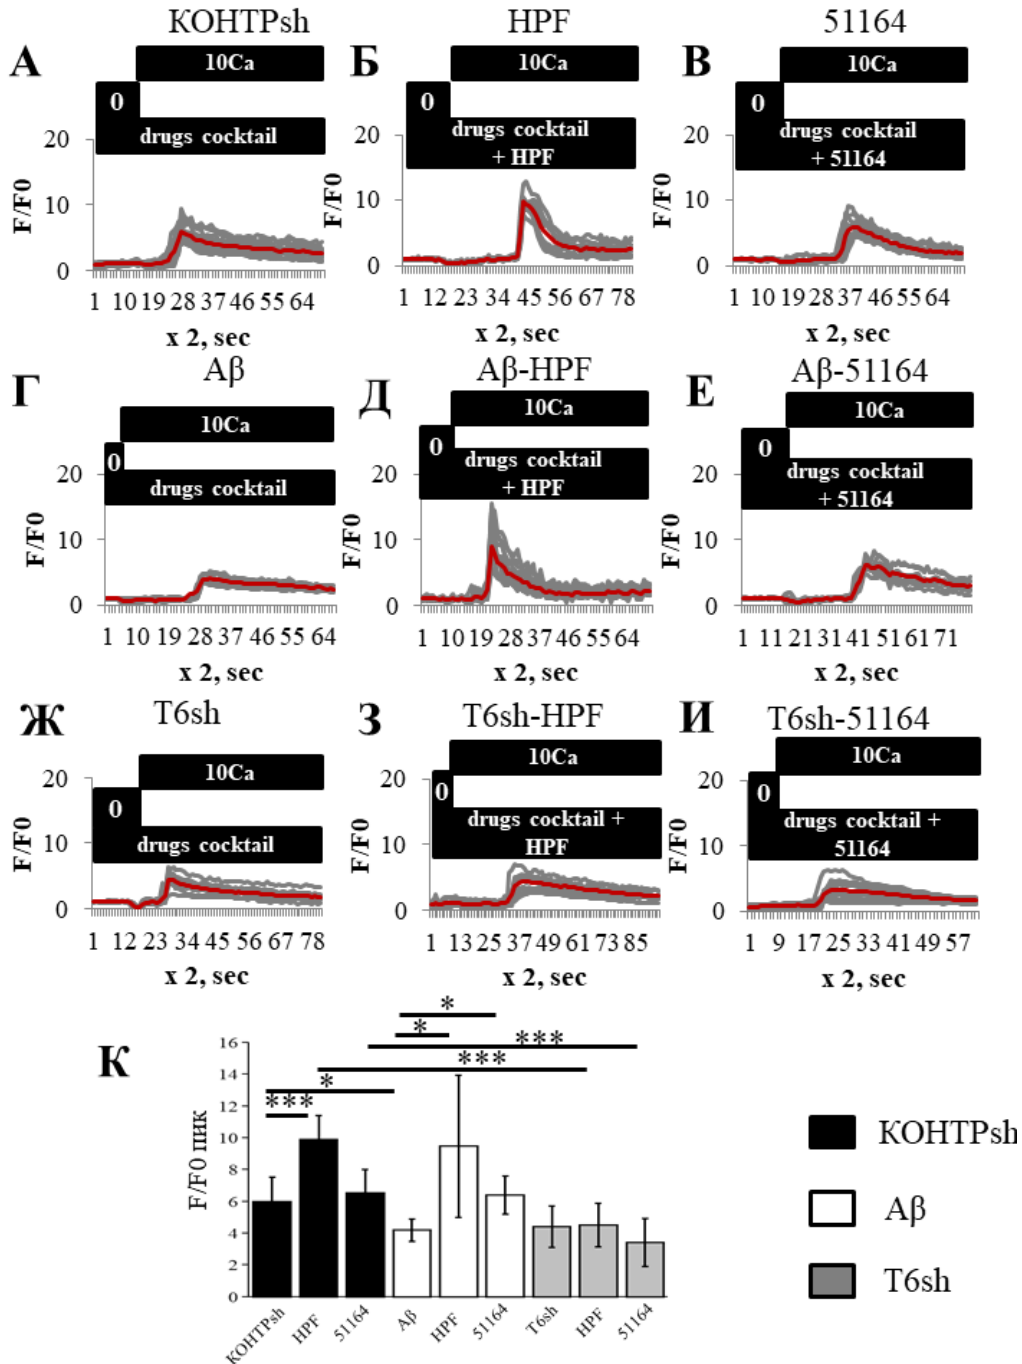 КОНТРsh
HPF
51164
А
10Ca
0
drugs cocktail
20
10
0
F/F0
1 10 19 28 37 46 55 64
x 2, sec
Б
10Ca
0
drugs cocktail
+ HPF
20
10
0
F/F0
1 12 23 34 45 56 67 78
В
10Ca
0
drugs cocktail
+ 51164
20
10
0
F/F0
1 10 19 28 37 46 55 64
x 2, sec
Aβ
Aβ-HPF
Aβ-51164
Г
10Ca
0
drugs cocktail
20
10
0
F/F0
1 10 19 28 37 46 55 64
x 2, sec
Д
10Ca
0
drugs cocktail
+ HPF
20
10
0
F/F0
1 10 19 28 37 46 55 64
x 2, sec
Е
10Ca
0
drugs cocktail
+ 51164
20
10
0
F/F0
1 11 21 31 41 51 61 71
x 2, sec
T6sh
T6sh-HPF
T6sh-51164
Ж
10Ca
0
drugs cocktail
20
10
0
F/F0
1 12 23 34 45 56 67 78
x 2, sec
З
10Ca
0
drugs cocktail +
HPF
20
10
0
F/F0
1 13 25 37 49 61 73 85
x 2, sec
И
10Ca
0
drugs cocktail +
51164
20
10
0
F/F0
1 9 17 25 33 41 49 57
x 2, sec
К
*
*
***
***
*
***
F/F0 пик
16
14
12
10
8
6
4
2
0
КОНТРsh
HPF
51164
Aβ
HPF
51164
T6sh
HPF
51164
КОНТРsh
Aβ
T6sh